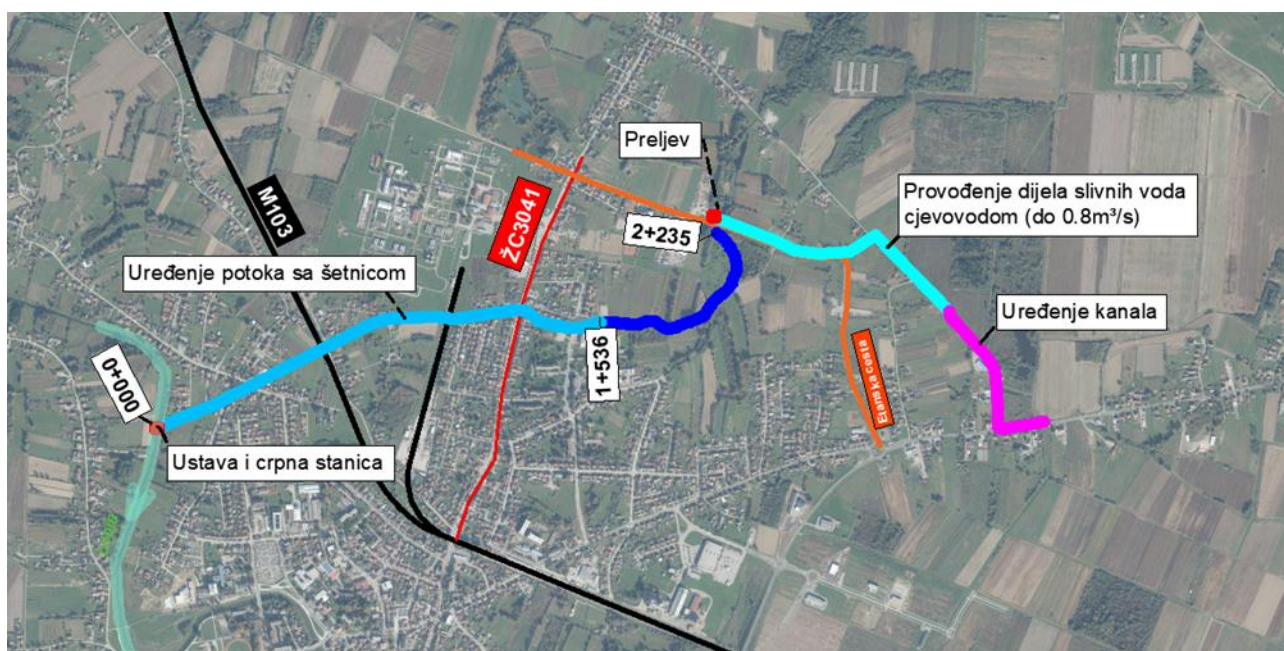 Preljev
Provođenje dijela slivnih voda
cjevovodom (do 0.8m³/s)
M103
ŽC3041
2+235
Uređenje potoka sa šetnicom
Uređenje kanala
1+536
0+000
Etanska cesta
Ustava i crpna stanica